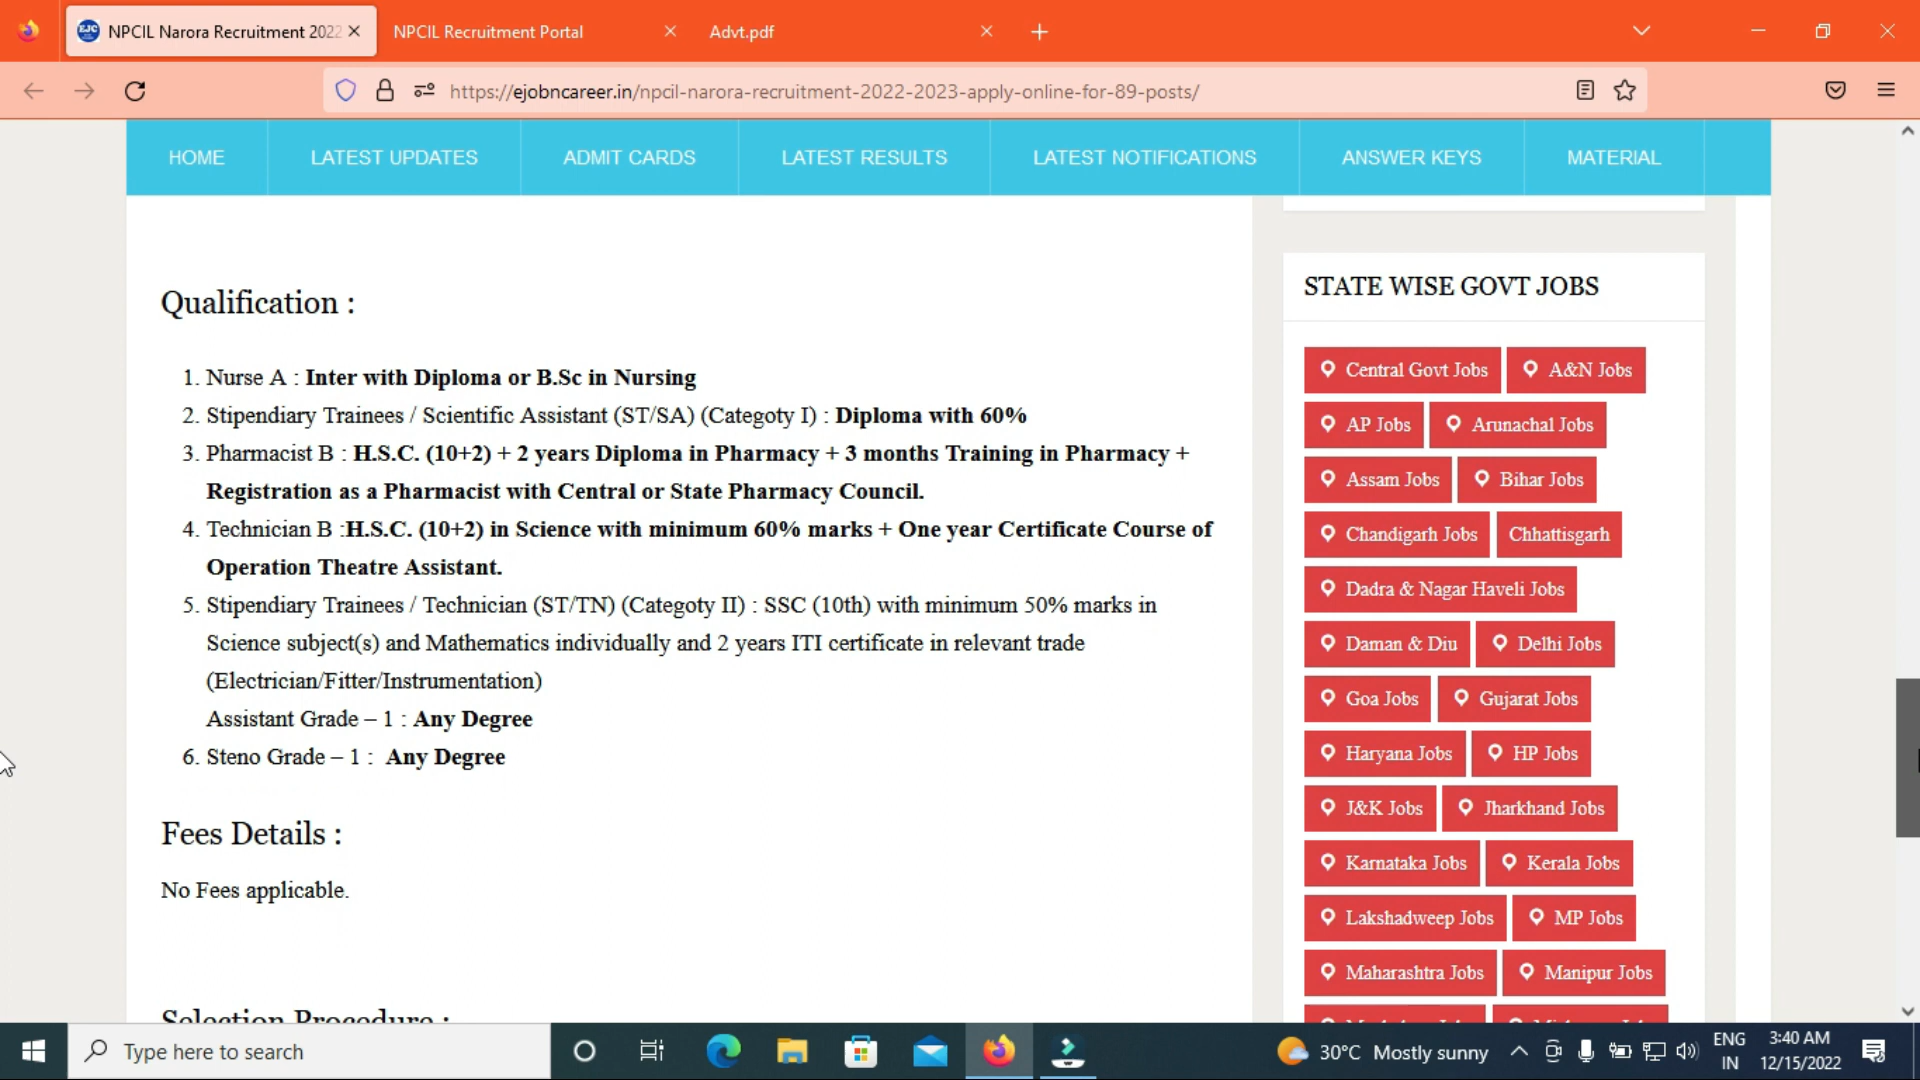 NPCIL Narora Recruitment 2022
NPCIL Recruitment Portal
Advt.pdf
https://ejobncareer.in/npcil-narora-recruitment-2022-2023-apply-online-for-89-posts/
HOME
LATEST UPDATES
ADMIT CARDS
LATEST RESULTS
LATEST NOTIFICATIONS
ANSWER KEYS
MATERIAL
Qualification :
1. Nurse A : Inter with Diploma or B.Sc in Nursing
2. Stipendiary Trainees / Scientific Assistant (ST/SA) (Categoty I) : Diploma with 60%
3. Pharmacist B : H.S.C. (10+2) + 2 years Diploma in Pharmacy + 3 months Training in Pharmacy +
Registration as a Pharmacist with Central or State Pharmacy Council.
4. Technician B :H.S.C. (10+2) in Science with minimum 60% marks + One year Certificate Course of
Operation Theatre Assistant.
5. Stipendiary Trainees / Technician (ST/TN) (Categoty II) : SSC (10th) with minimum 50% marks in
Science subject(s) and Mathematics individually and 2 years ITI certificate in relevant trade
(Electrician/Fitter/Instrumentation)
Assistant Grade – 1 : Any Degree
6. Steno Grade – 1 : Any Degree
Fees Details :
No Fees applicable.
Selection Procedure :
STATE WISE GOVT JOBS
Central Govt Jobs
A&N Jobs
AP Jobs
Arunachal Jobs
Assam Jobs
Bihar Jobs
Chandigarh Jobs
Chhattisgarh
Dadra & Nagar Haveli Jobs
Daman & Diu
Delhi Jobs
Goa Jobs
Gujarat Jobs
Haryana Jobs
HP Jobs
J&K Jobs
Jharkhand Jobs
Karnataka Jobs
Kerala Jobs
Lakshadweep Jobs
MP Jobs
Maharashtra Jobs
Manipur Jobs
Type here to search
30°C Mostly sunny
ENG
IN
3:40 AM
12/15/2022